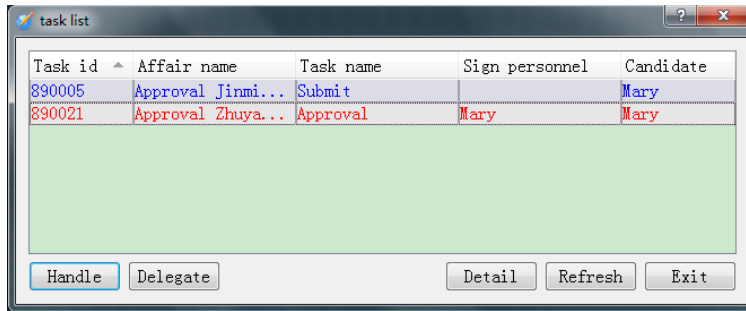 task list
Task id Affair name Task name Sign personnel Candidate
890005 Approval Jinmi... Submit Mary
890021 Approval Zhuya... Approval Mary Mary
Handle Delegate Detail Refresh Exit